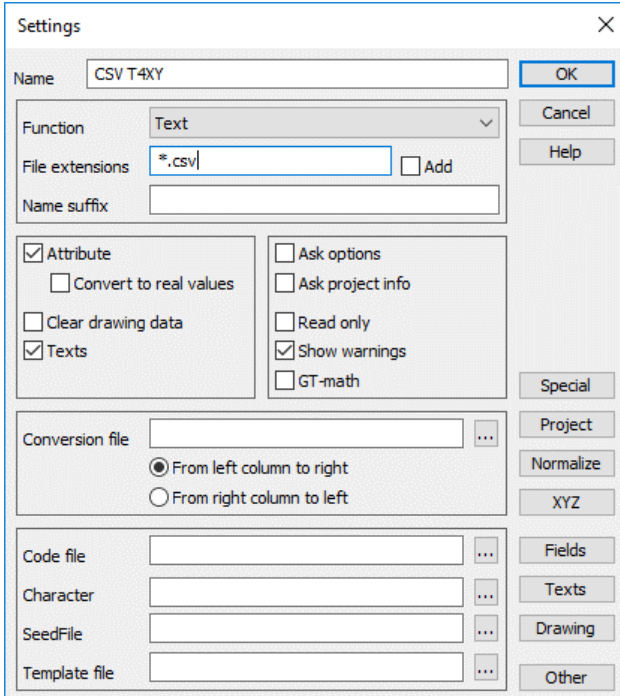 Settings
Name CSV T4XY OK
Function Text Cancel
File extensions *.csv Add Help
Name suffix
Attribute Ask options
Convert to real values Ask project info
Clear drawing data Read only
Texts Show warnings
GT-math Special
Conversion file ... Project
From left column to right Normalize
From right column to left XYZ
Code file ... Fields
Character ... Texts
SeedFile ... Drawing
Template file ... Other